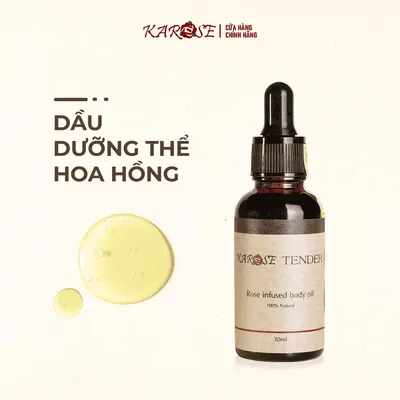 KAROSE
CỬA HÀNG
CHÍNH HÃNG
DẦU
DƯỠNG THỂ
HOA HỒNG
KAROSE TENDER
Rose infused body oil
100% Natural
30ml